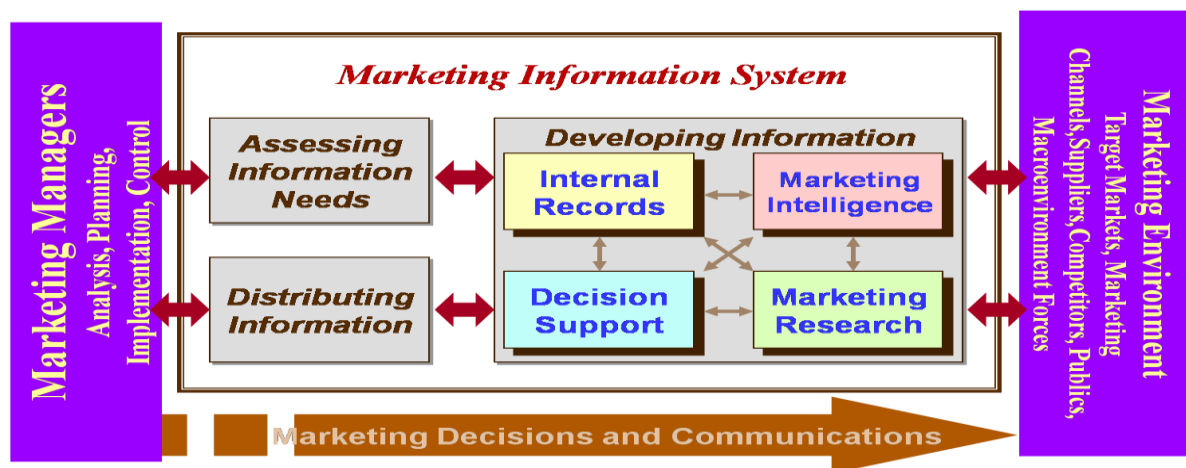 Marketing Managers
Analysis, Planning,
Implementation, Control
Marketing Information System
Assessing
Information
Needs
Distributing
Information
Developing Information
Internal
Records
Marketing
Intelligence
Decision
Support
Marketing
Research
Marketing Environment
Target Markets, Marketing
Channels,Suppliers,Competitors, Publics,
Macroenvironment Forces
Marketing Decisions and Communications